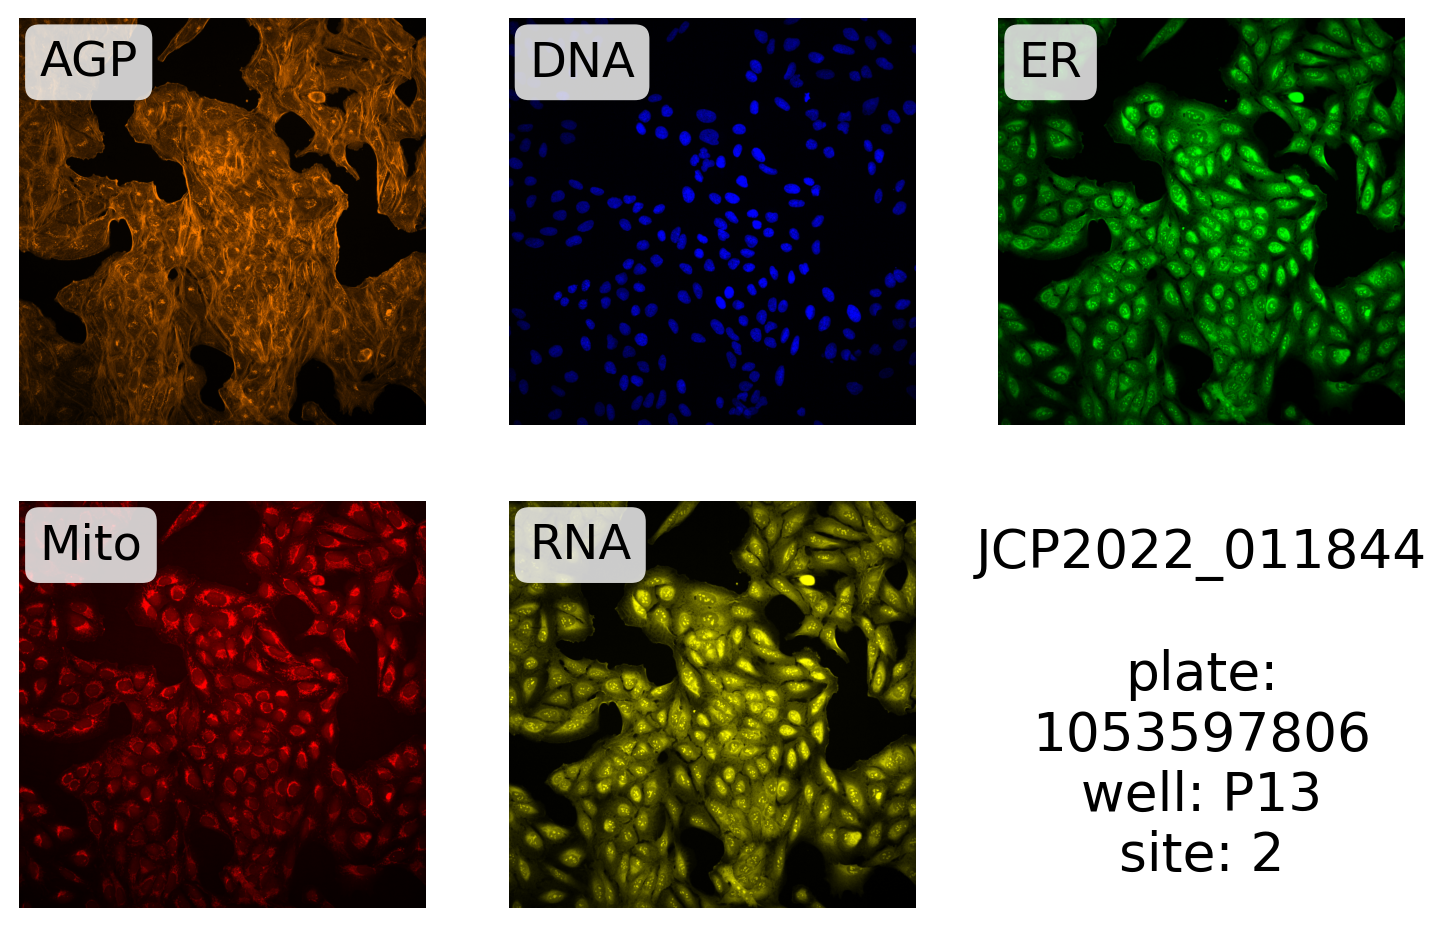 AGP
DNA
ER
Mito
RNA
JCP2022_011844
plate:
1053597806
well: P13
site: 2